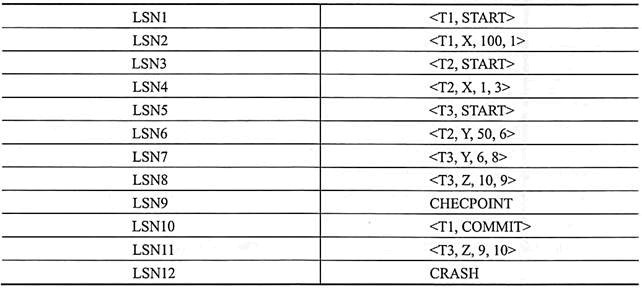 LSN1 <T1, START>
LSN2 <T1, X, 100, 1>
LSN3 <T2, START>
LSN4 <T2, X, 1, 3>
LSN5 <T3, START>
LSN6 <T2, Y, 50, 6>
LSN7 <T3, Y, 6, 8>
LSN8 <T3, Z, 10, 9>
LSN9 CHECPOINT
LSN10 <T1, COMMIT>
LSN11 <T3, Z, 9, 10>
LSN12 CRASH